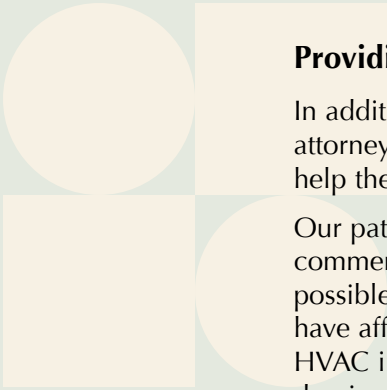 Providi
In addit
attorney
help the
Our pat
commer
possible
have aff
HVAC i